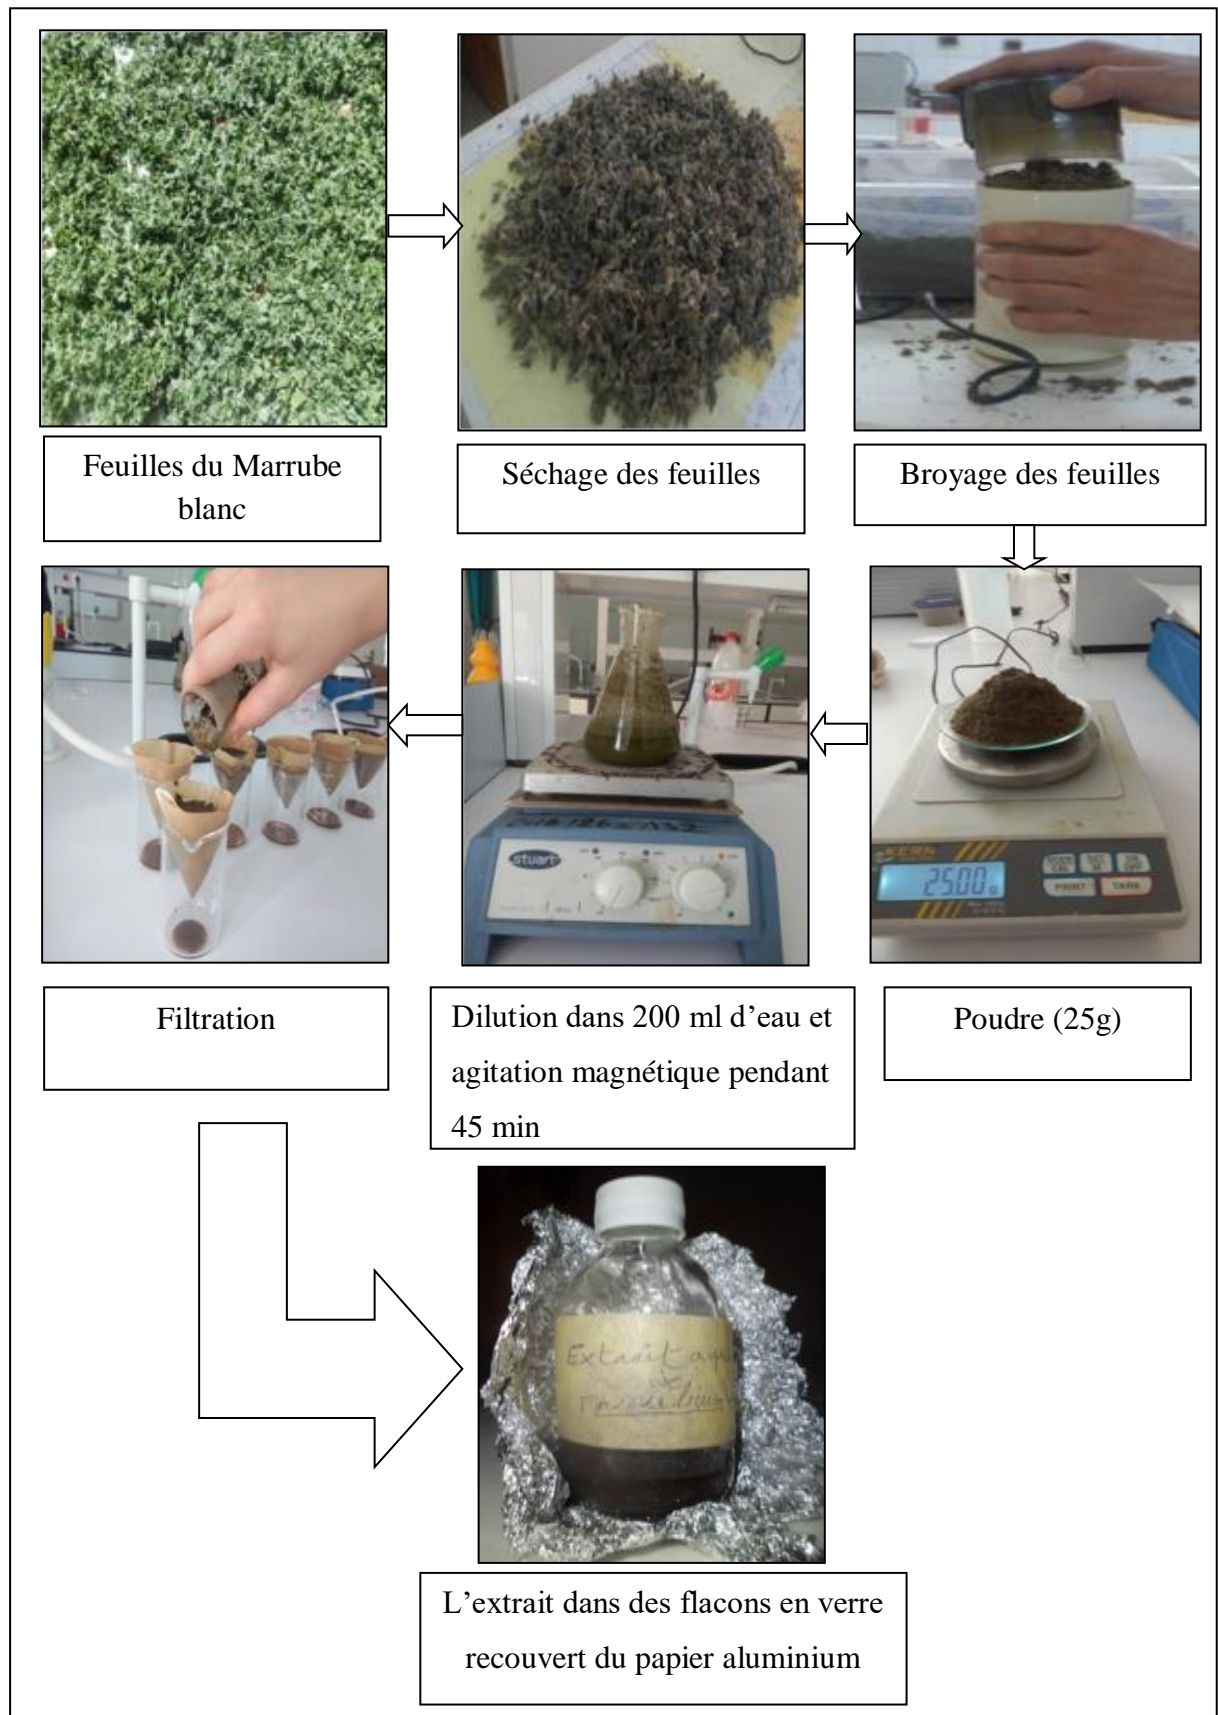 Feuilles du Marrube
blanc
Séchage des feuilles
Broyage des feuilles
stuart
KERN
25.00 g
PRINT
TARE
Filtration
Dilution dans 200 ml d’eau et
agitation magnétique pendant
45 min
Poudre (25g)
Extrait
L’extrait dans des flacons en verre
recouvert du papier aluminium